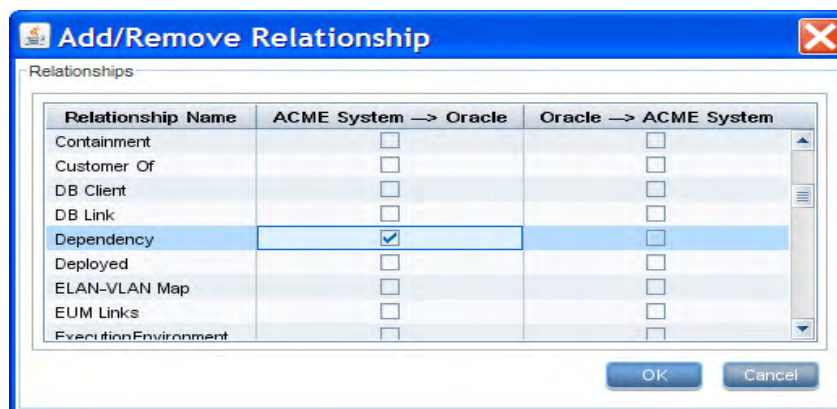 Add/Remove Relationship
Relationships
Relationship Name ACME System --> Oracle Oracle --> ACME System
Containment
Customer Of
DB Client
DB Link
Dependency
Deployed
ELAN-VLAN Map
EUM Links
ExecutionEnvironment
OK Cancel